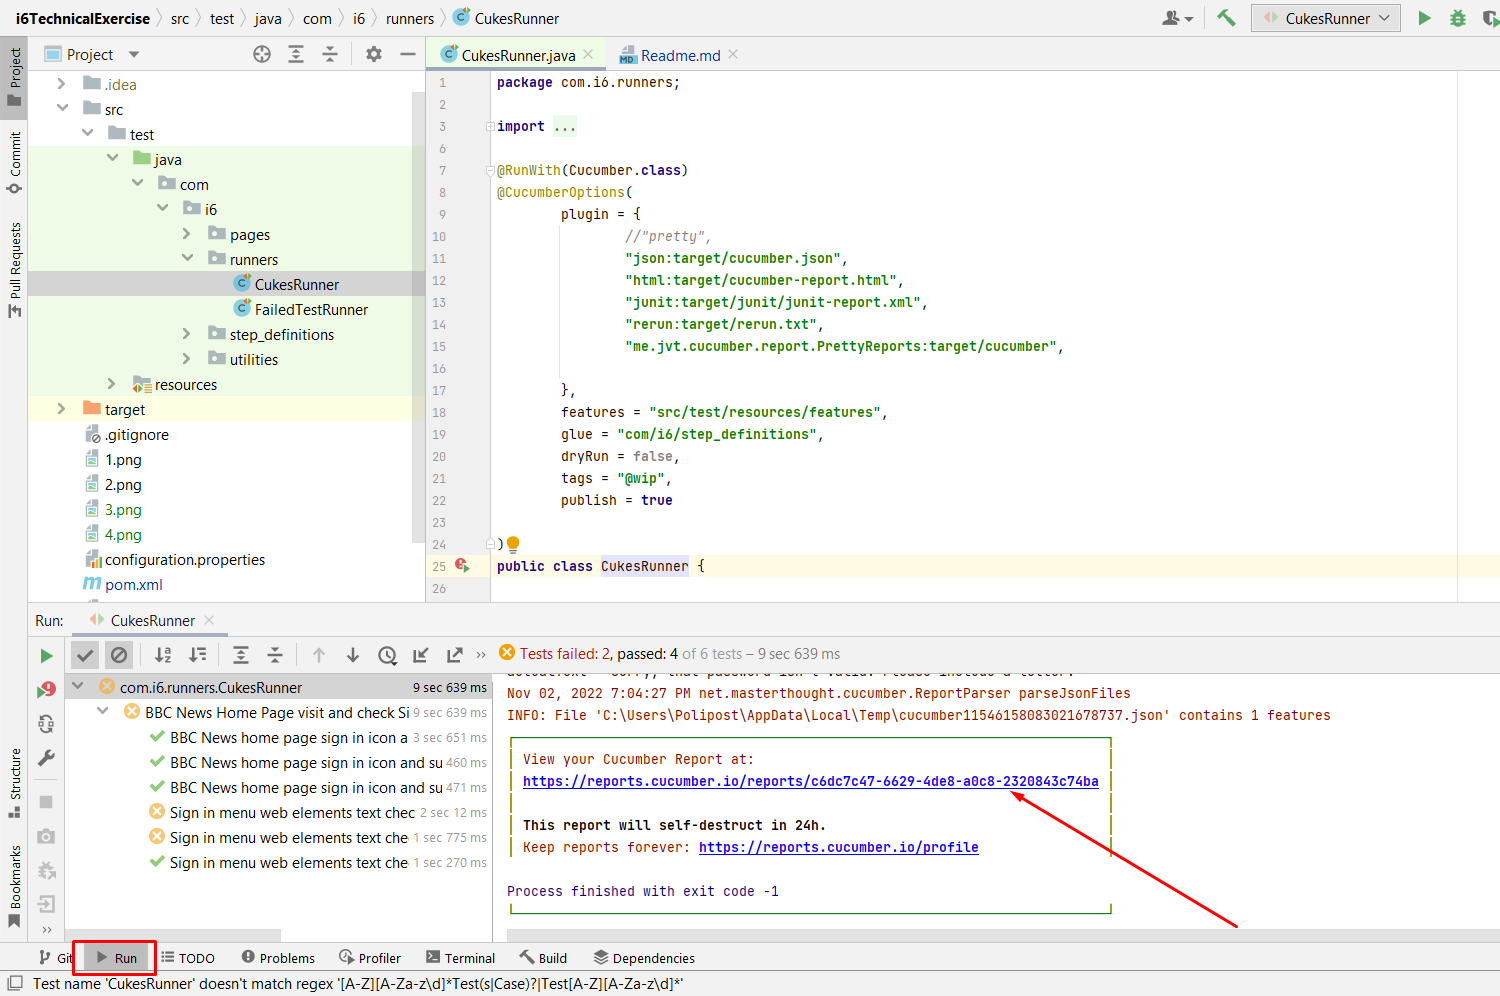 i6TechnicalExercise src test java com i6 runners CukesRunner
CukesRunner
Project
CukesRunner.java
Readme.md
Project
Commit
Pull Requests
Structure
Bookmarks
.idea
src
test
java
com
i6
pages
runners
CukesRunner
FailedTestRunner
step_definitions
utilities
resources
target
.gitignore
1.png
2.png
3.png
4.png
configuration.properties
pom.xml
1 package com.i6.runners;
2
3 import ...
6
7 @RunWith(Cucumber.class)
8 @CucumberOptions(
9 plugin = {
10 //"pretty",
11 "json:target/cucumber.json",
12 "html:target/cucumber-report.html",
13 "junit:target/junit/junit-report.xml",
14 "rerun:target/rerun.txt",
15 "me.jvt.cucumber.report.PrettyReports:target/cucumber",
16
17 },
18 features = "src/test/resources/features",
19 glue = "com/i6/step_definitions",
20 dryRun = false,
21 tags = "@wip",
22 publish = true
23
24 )
25 public class CukesRunner {
26
Run: CukesRunner
Tests failed: 2, passed: 4 of 6 tests – 9 sec 639 ms
com.i6.runners.CukesRunner 9 sec 639 ms
BBC News Home Page visit and check Si 9 sec 639 ms
BBC News home page sign in icon a 3 sec 651 ms
BBC News home page sign in icon and su 460 ms
BBC News home page sign in icon and su 471 ms
Sign in menu web elements text chec 2 sec 12 ms
Sign in menu web elements text che 1 sec 775 ms
Sign in menu web elements text che 1 sec 270 ms
Nov 02, 2022 7:04:27 PM net.masterthought.cucumber.ReportParser parseJsonFiles
INFO: File 'C:\Users\Polipost\AppData\Local\Temp\cucumber11546158083021678737.json' contains 1 features
View your Cucumber Report at:
https://reports.cucumber.io/reports/c6dc7c47-6629-4de8-a0c8-2320843c74ba
This report will self-destruct in 24h.
Keep reports forever: https://reports.cucumber.io/profile
Process finished with exit code -1
Git Run TODO Problems Profiler Terminal Build Dependencies
Test name 'CukesRunner' doesn't match regex '[A-Z][A-Za-z\d]*Test(s|Case)?|Test[A-Z][A-Za-z\d]*'